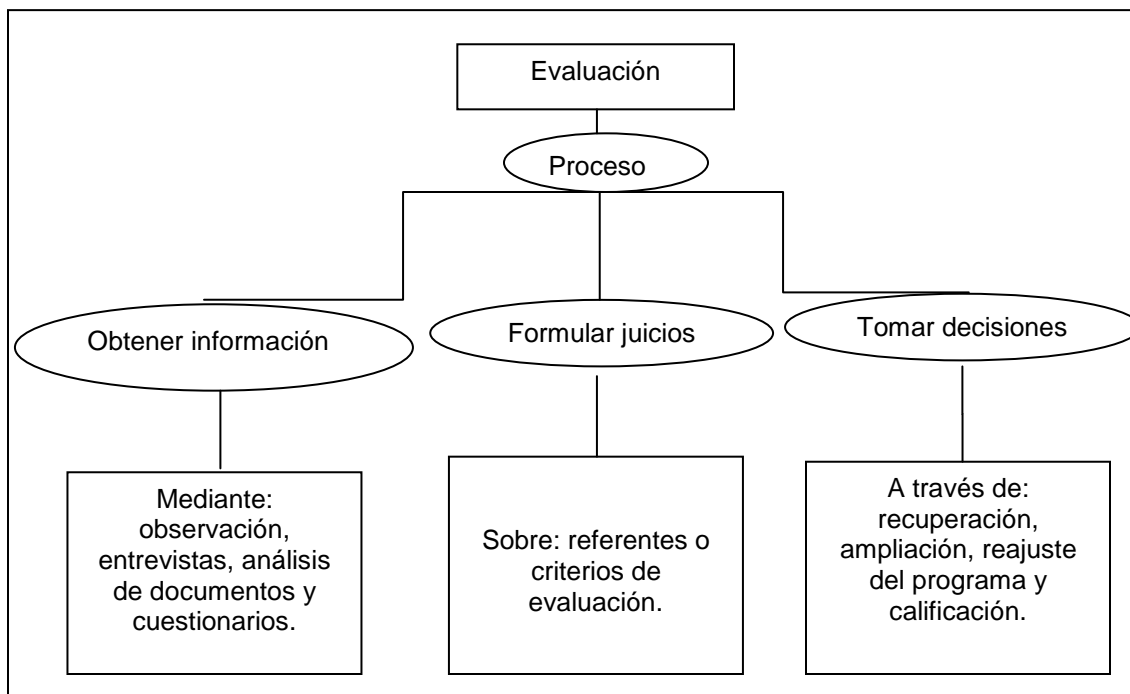 Evaluación
Proceso
Obtener información
Formular juicios
Tomar decisiones
Mediante:
observación,
entrevistas, análisis
de documentos y
cuestionarios.
Sobre: referentes o
criterios de
evaluación.
A través de:
recuperación,
ampliación, reajuste
del programa y
calificación.